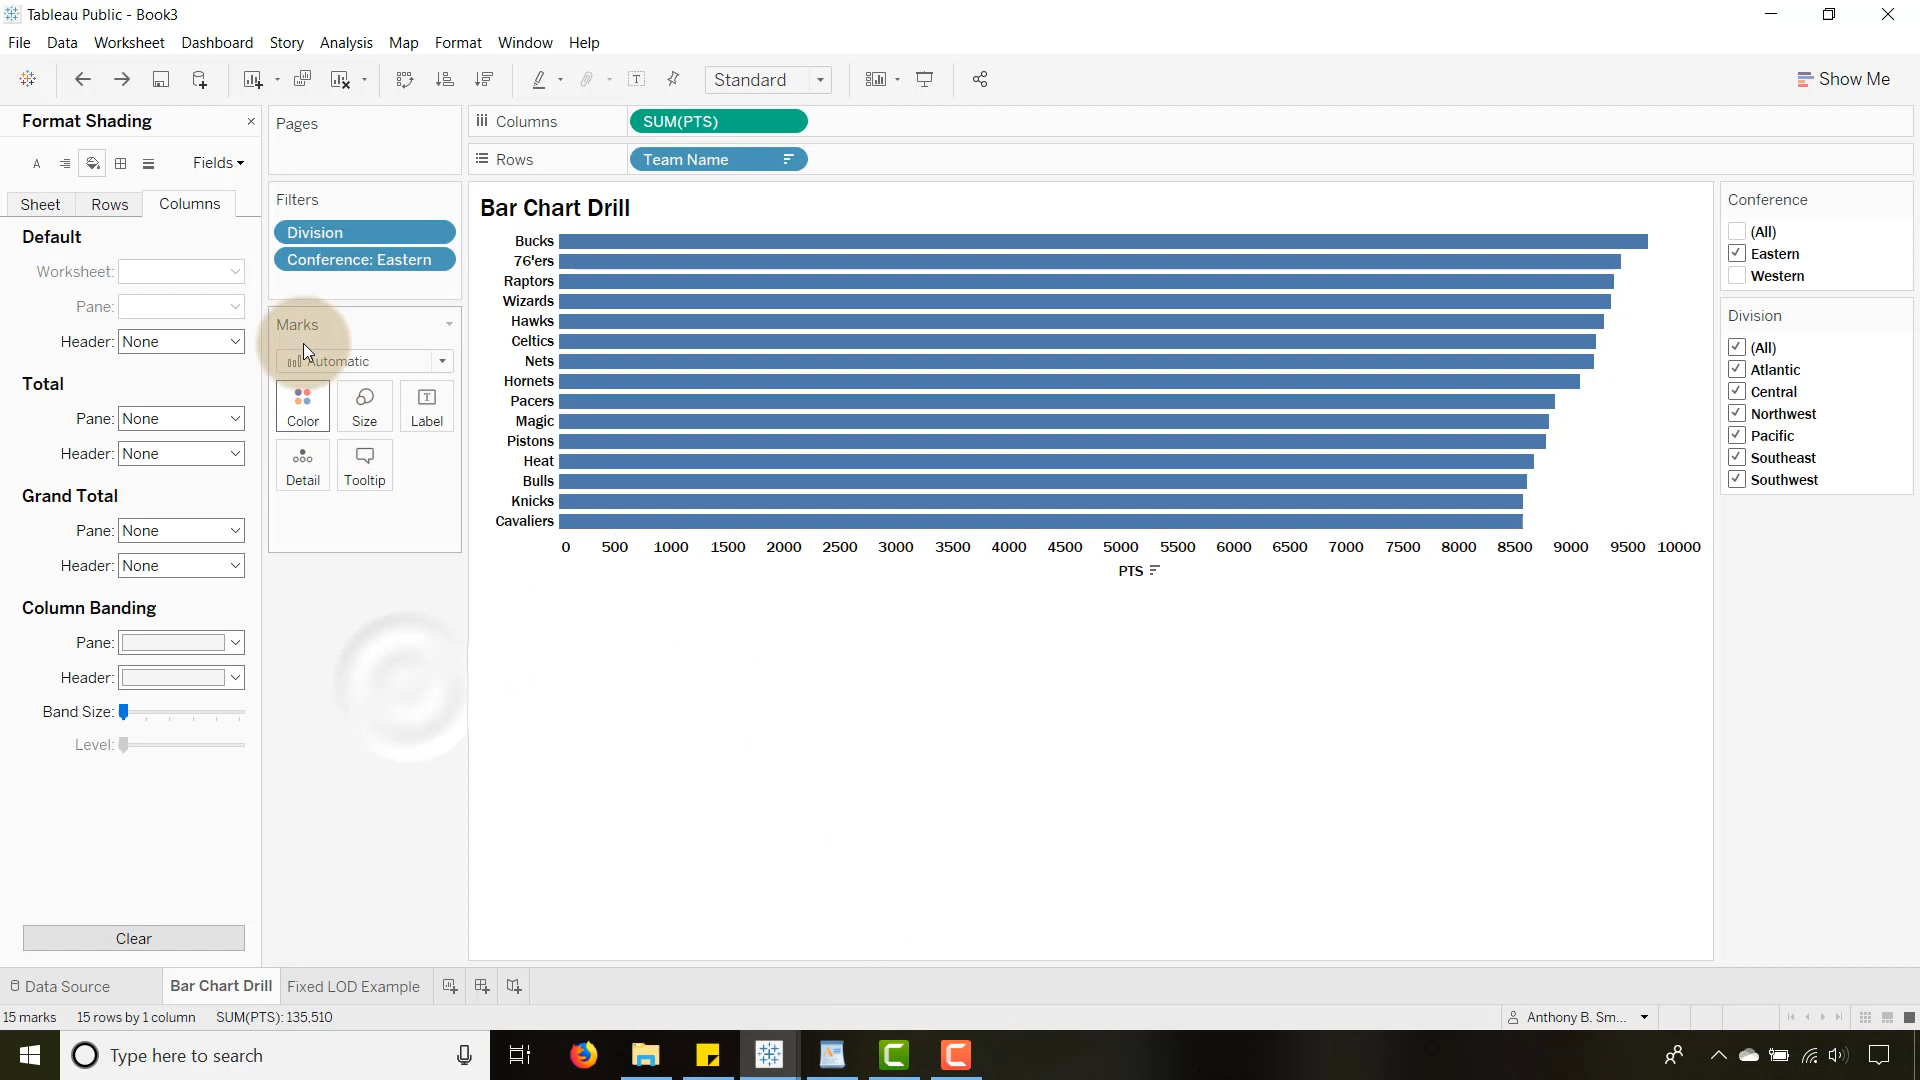 Tableau Public - Book3
File Data Worksheet Dashboard Story Analysis Map Format Window Help
Standard
Show Me
Format Shading
Fields
Sheet Rows Columns
Default
Worksheet:
Pane:
Header: None
Total
Pane: None
Header: None
Grand Total
Pane: None
Header: None
Column Banding
Pane:
Header:
Band Size:
Level:
Clear
Pages
Filters
Division
Conference: Eastern
Marks
Automatic
Color Size Label
Detail Tooltip
Columns SUM(PTS)
Rows Team Name
Bar Chart Drill
Bucks
76'ers
Raptors
Wizards
Hawks
Celtics
Nets
Hornets
Pacers
Magic
Pistons
Heat
Bulls
Knicks
Cavaliers
0 500 1000 1500 2000 2500 3000 3500 4000 4500 5000 5500 6000 6500 7000 7500 8000 8500 9000 9500 10000
PTS
Conference
(All)
Eastern
Western
Division
(All)
Atlantic
Central
Northwest
Pacific
Southeast
Southwest
Data Source Bar Chart Drill Fixed LOD Example
15 marks 15 rows by 1 column SUM(PTS): 135,510
Anthony B. Sm...
Type here to search